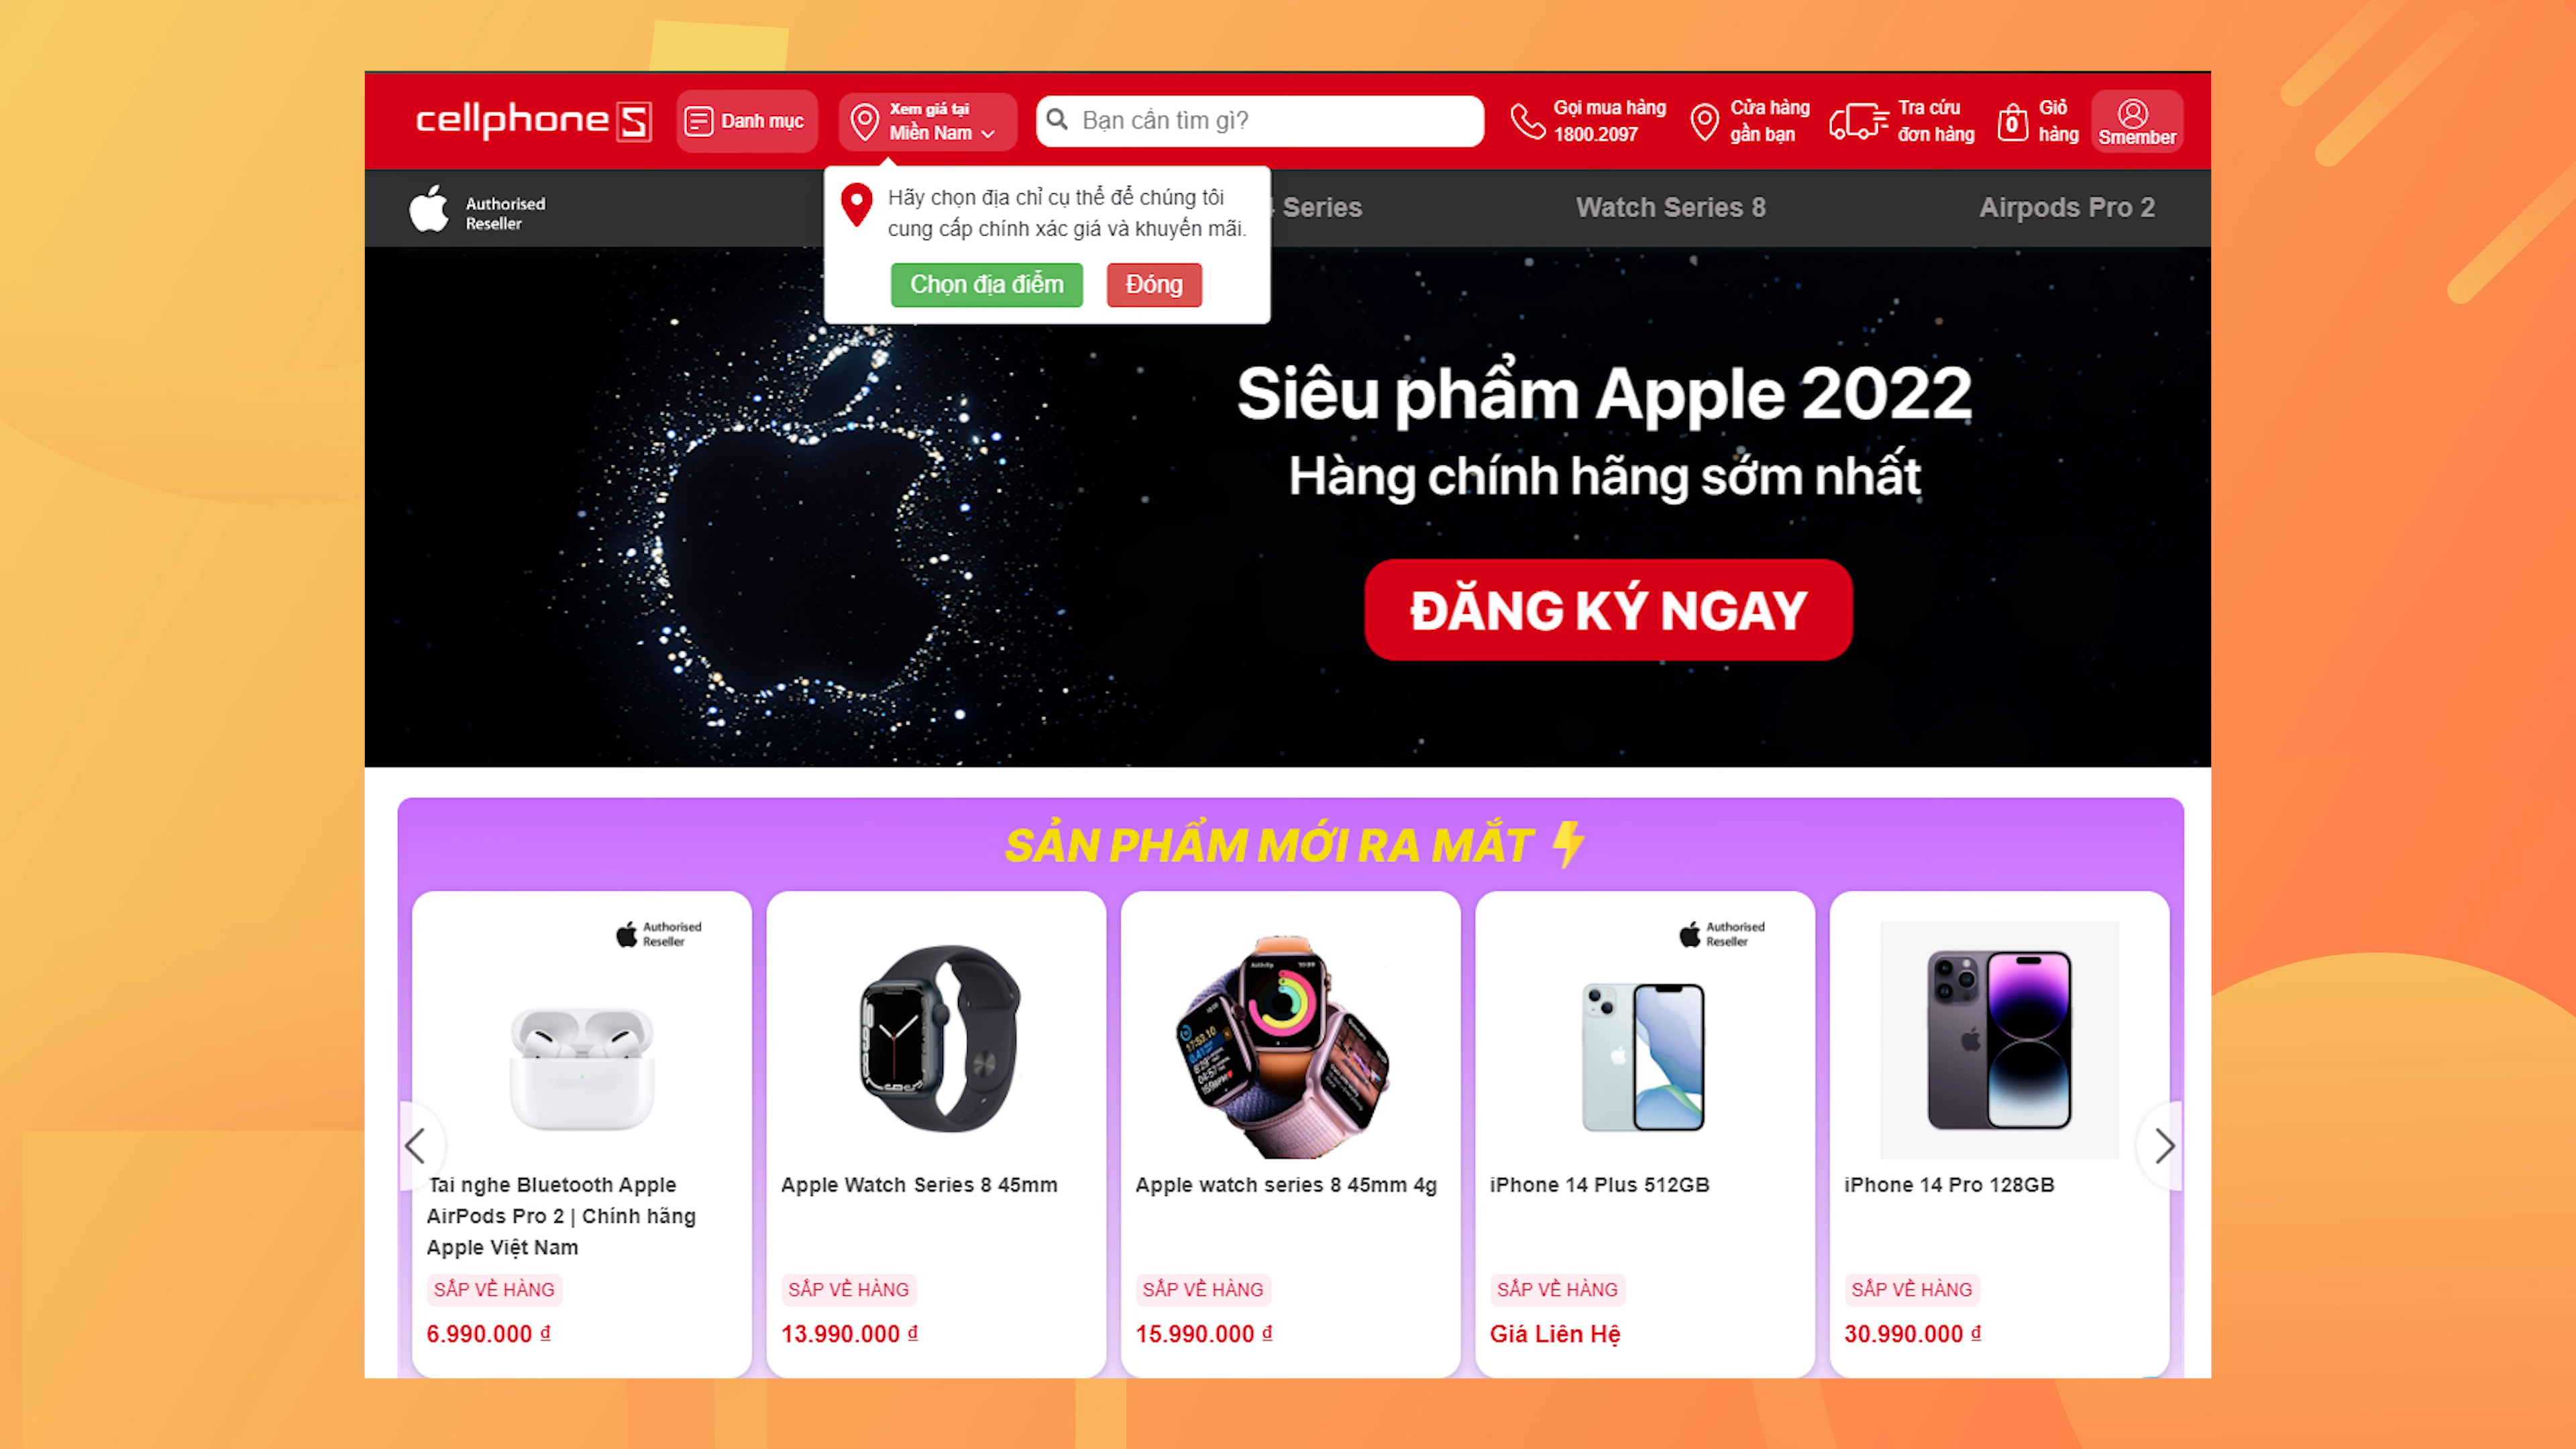 cellphoneS
Danh mục
Xem giá tại
Miền Nam
Bạn cần tìm gì?
Gọi mua hàng
1800.2097
Cửa hàng
gần bạn
Tra cứu
đơn hàng
0
Giỏ
hàng
Smember
Authorised
Reseller
Hãy chọn địa chỉ cụ thể để chúng tôi
cung cấp chính xác giá và khuyến mãi.
Chọn địa điểm
Đóng
Series
Watch Series 8
Airpods Pro 2
Siêu phẩm Apple 2022
Hàng chính hãng sớm nhất
ĐĂNG KÝ NGAY
SẢN PHẨM MỚI RA MẮT
Authorised
Reseller
Tai nghe Bluetooth Apple
AirPods Pro 2 | Chính hãng
Apple Việt Nam
SẮP VỀ HÀNG
6.990.000 ₫
Apple Watch Series 8 45mm
SẮP VỀ HÀNG
13.990.000 ₫
Apple watch series 8 45mm 4g
SẮP VỀ HÀNG
15.990.000 ₫
Authorised
Reseller
iPhone 14 Plus 512GB
SẮP VỀ HÀNG
Giá Liên Hệ
iPhone 14 Pro 128GB
SẮP VỀ HÀNG
30.990.000 ₫